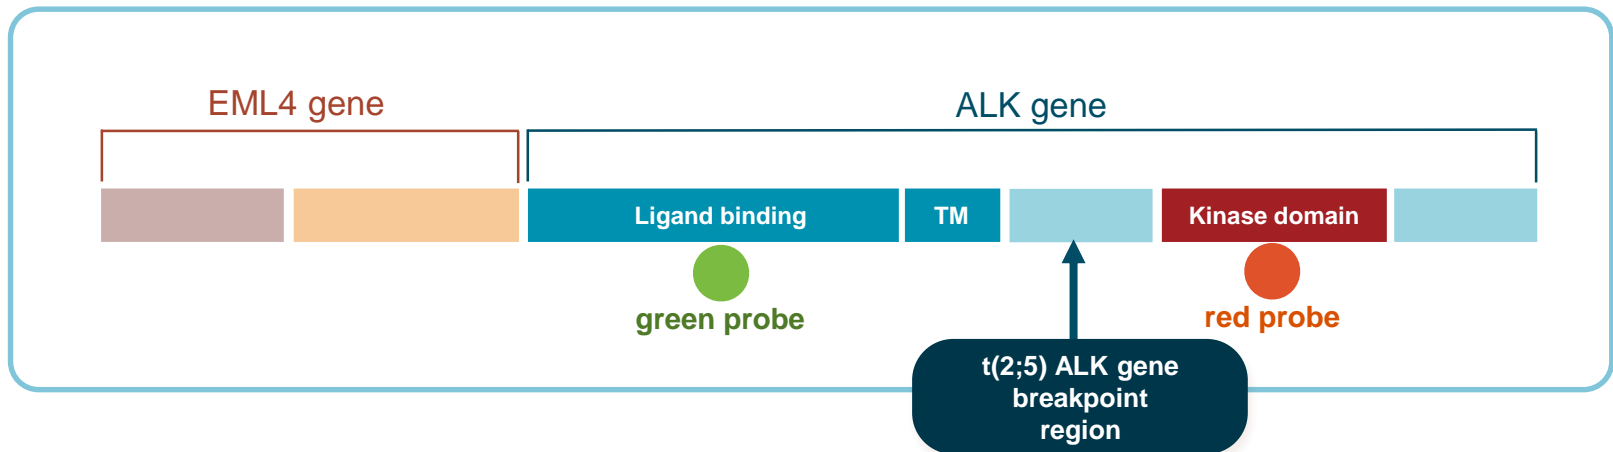 EML4 gene
ALK gene
Ligand binding
TM
Kinase domain
green probe
red probe
t(2;5) ALK gene
breakpoint
region